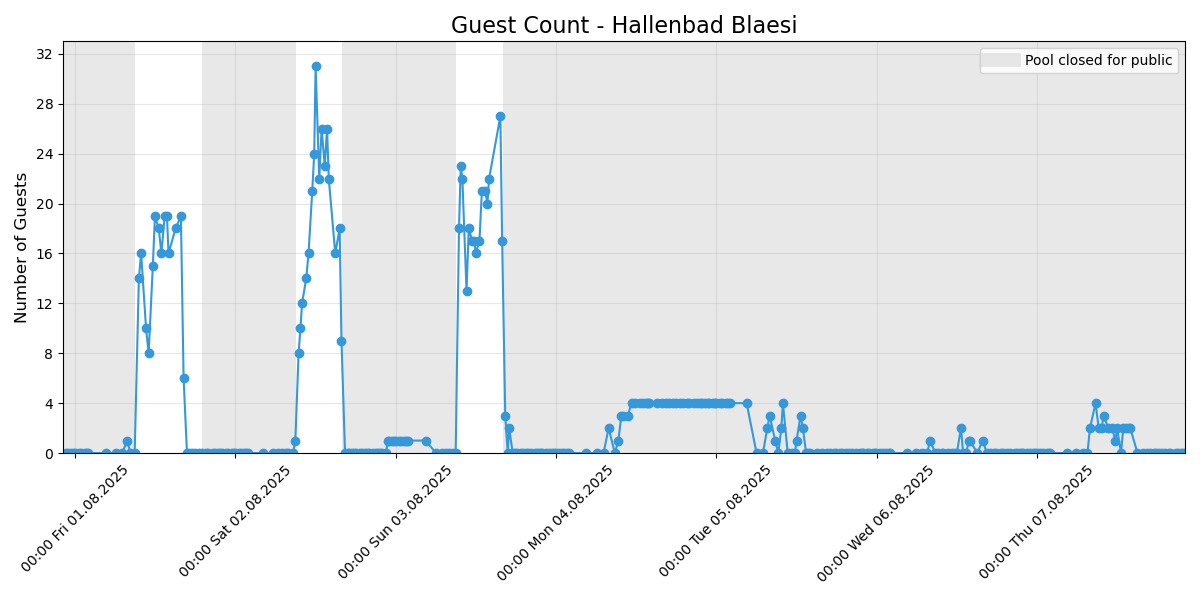 Guest Count - Hallenbad Blaesi
Pool closed for public
Number of Guests
32
28
24
20
16
12
8
4
0
00:00 Fri 01.08.2025
00:00 Sat 02.08.2025
00:00 Sun 03.08.2025
00:00 Mon 04.08.2025
00:00 Tue 05.08.2025
00:00 Wed 06.08.2025
00:00 Thu 07.08.2025